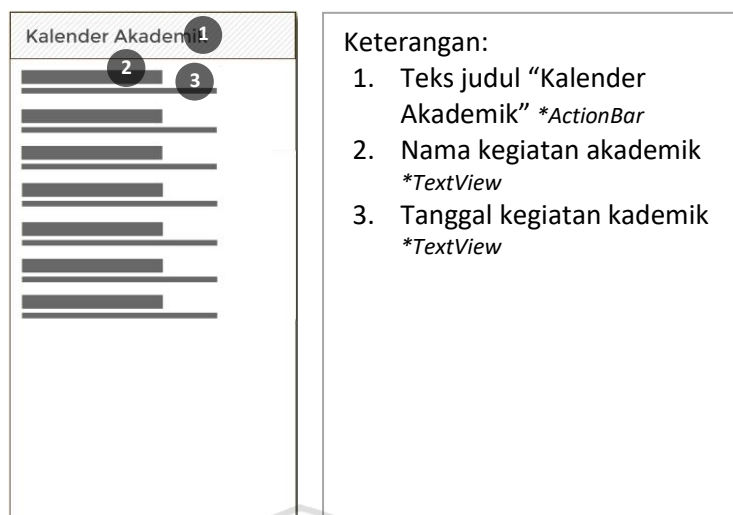 Kalender Akademik
1
2
3
Keterangan:
1. Teks judul “Kalender
Akademik” *ActionBar
2. Nama kegiatan akademik
*TextView
3. Tanggal kegiatan kademik
*TextView